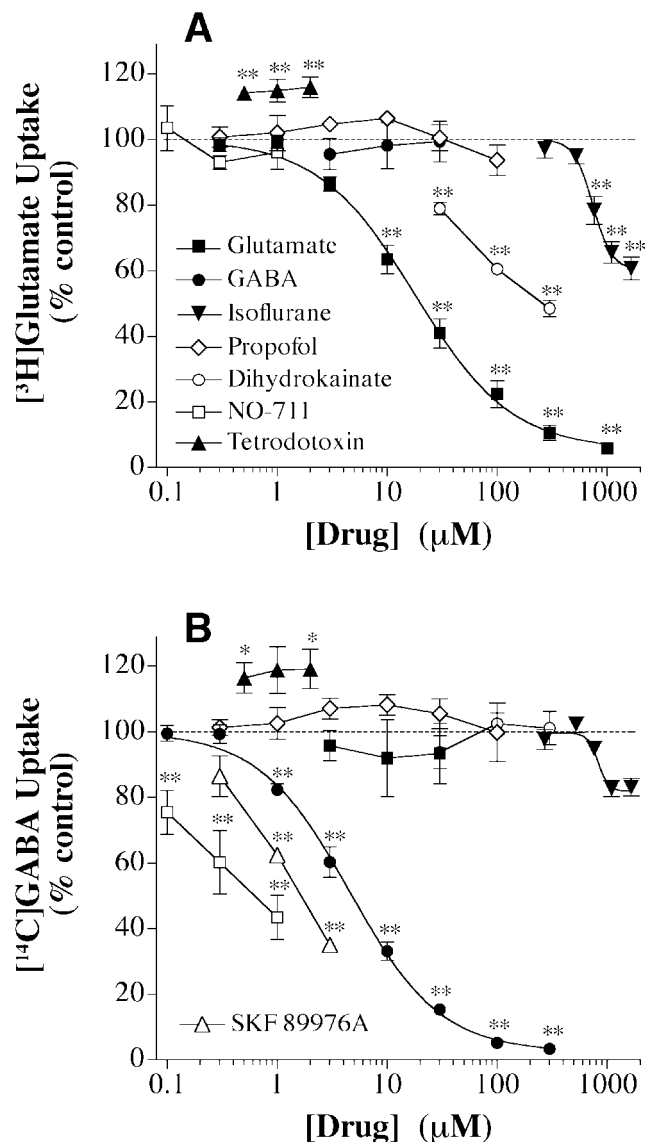 A
[³H]Glutamate Uptake
(% control)
120
100
80
60
40
20
0
** ** **
**
**
**
**
**
**
**
**
** **
**
Glutamate
GABA
Isoflurane
Propofol
Dihydrokainate
NO-711
Tetrodotoxin
0.1 1 10 100 1000
[Drug] (μM)
B
[¹⁴C]GABA Uptake
(% control)
120
100
80
60
40
20
0
* *
**
**
**
**
**
**
**
**
**
**
**
SKF 89976A
0.1 1 10 100 1000
[Drug] (μM)